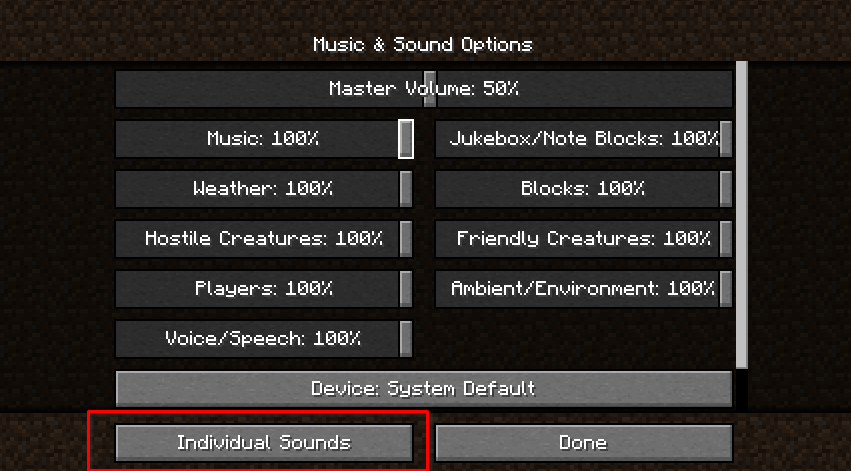 Music & Sound Options
Master Volume: 50%
Music: 100%
Jukebox/Note Blocks: 100%
Weather: 100%
Blocks: 100%
Hostile Creatures: 100%
Friendly Creatures: 100%
Players: 100%
Ambient/Environment: 100%
Voice/Speech: 100%
Device: System Default
Individual Sounds
Done